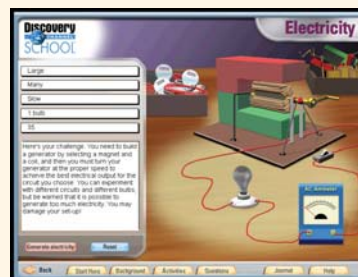 Discovery
CHANNEL
SCHOOL
Electricity
Large
Many
Slow
1 bulb
35
Here's your challenge. You need to build
a generator by selecting a magnet and
a coil, and then you must turn your
generator at the proper speed to
achieve the best electrical output for the
circuit you choose. You can experiment
with different circuits and different bulbs,
but be warned that it is possible to
generate too much electricity. You may
damage your set-up!
Generate electricity
Reset
AC Ammeter
Back
Start Here
Background
Activities
Questions
Journal
Help